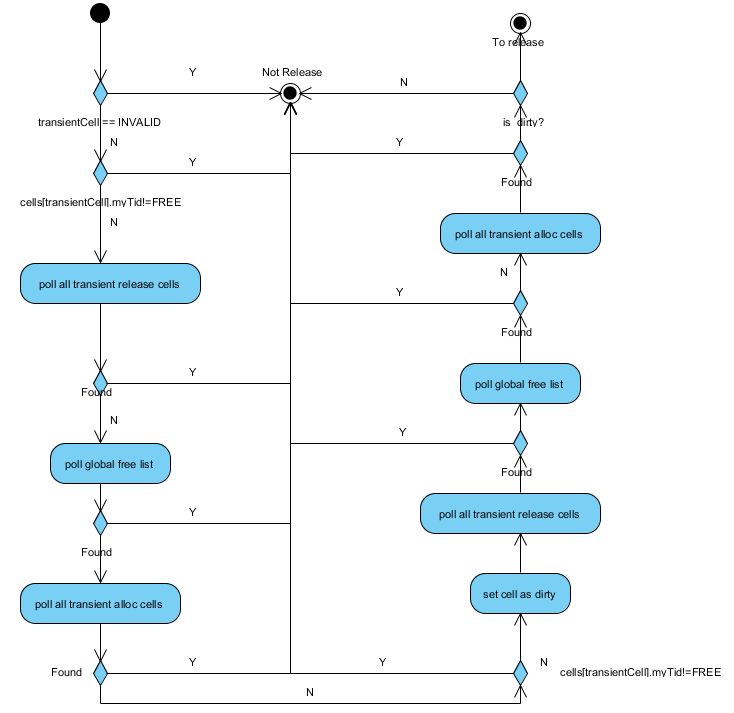 To release
Y
Not Release
N
transientCell == INVALID
is dirty?
N
Y
Y
Found
cells[transientCell].myTid!=FREE
N
poll all transient alloc cells
poll all transient release cells
N
Y
Found
Y
Found
poll global free list
N
Y
poll global free list
Found
Y
poll all transient release cells
Found
poll all transient alloc cells
set cell as dirty
Found
Y
Y
N
cells[transientCell].myTid!=FREE
N